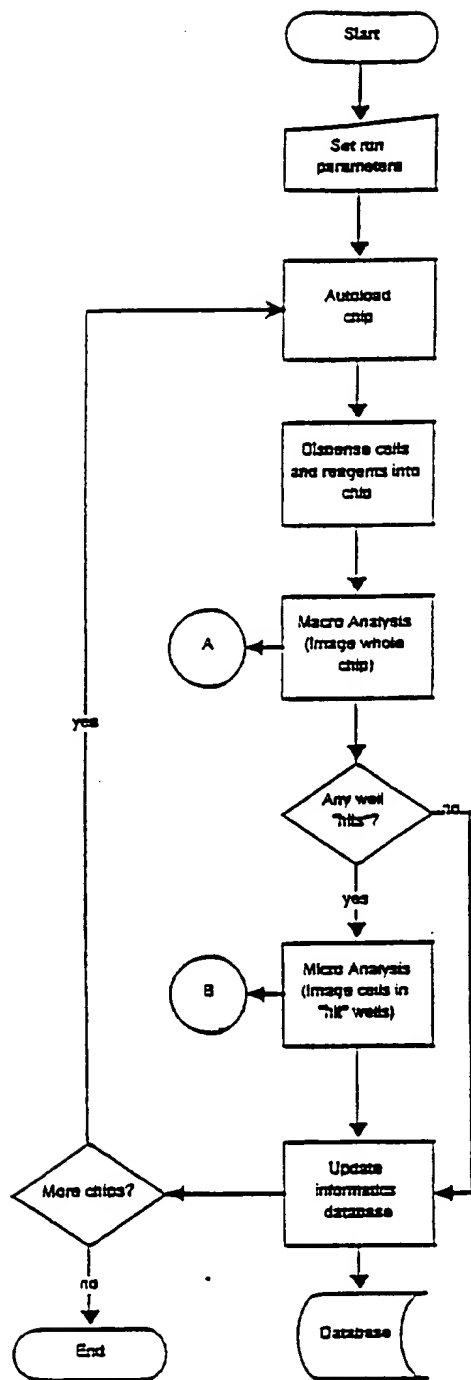 Start
Set run
parameters
Autoload
chip
Dispense cells
and reagents into
chip
Macro Analysis
(Image whole
chip)
A
yes
Any well
"hits"?
no
yes
Micro Analysis
(Image cells in
"hit" wells)
B
Update
informatics
database
More chips?
no
End
Database